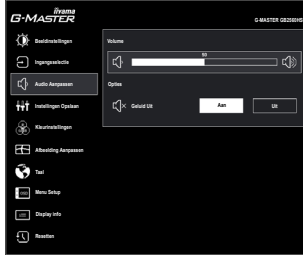 iiyama
G-MASTER
G-MASTER GB2560HS
Beeldinstellingen
Ingangsselectie
Audio Aanpassen
Instellingen Opslaan
Kleurinstellingen
Afbeelding Aanpassen
Taal
Menu Setup
Display Info
Resetten
Volume
50
Opties
Geluid Uit
Aan
Uit